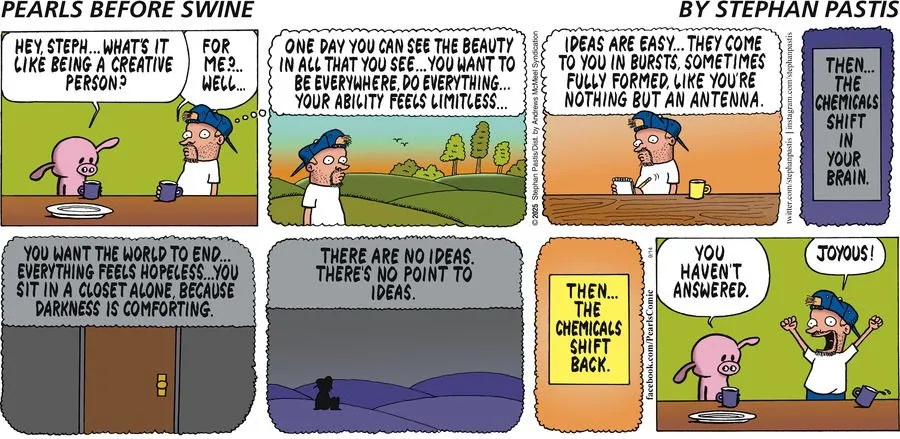 PEARLS BEFORE SWINE
BY STEPHAN PASTIS
HEY, STEPH...WHAT'S IT
LIKE BEING A CREATIVE
PERSON?
FOR
ME?...
WELL...
ONE DAY YOU CAN SEE THE BEAUTY
IN ALL THAT YOU SEE...YOU WANT TO
BE EVERYWHERE, DO EVERYTHING...
YOUR ABILITY FEELS LIMITLESS...
© 2025 Stephan Pastis/Dist. by Andrews McMeel Syndication
IDEAS ARE EASY...THEY COME
TO YOU IN BURSTS, SOMETIMES
FULLY FORMED, LIKE YOU'RE
NOTHING BUT AN ANTENNA.
twitter.com/stephanpastis | instagram.com/stephanpastis
THEN...
THE
CHEMICALS
SHIFT
IN
YOUR
BRAIN.
YOU WANT THE WORLD TO END...
EVERYTHING FEELS HOPELESS...YOU
SIT IN A CLOSET ALONE, BECAUSE
DARKNESS IS COMFORTING.
THERE ARE NO IDEAS.
THERE'S NO POINT TO
IDEAS.
THEN...
THE
CHEMICALS
SHIFT
BACK.
facebook.com/PearlsComic
9/14
YOU
HAVEN'T
ANSWERED.
JOYOUS!